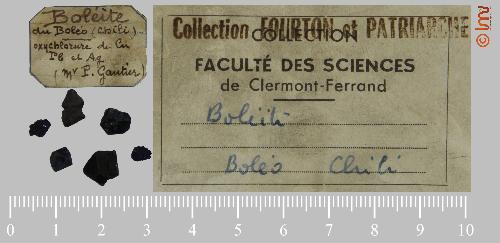 Boléite
du Boléo (Chili)
oxychlorure de Cu
Pb et Ag
(Mr P. Gautier)
Collection FOURTON et PATRIARCHE
COLLECTION
FACULTÉ DES SCIENCES
de Clermont-Ferrand
Boléiti
Boléo Chili
© lmv
0 1 2 3 4 5 6 7 8 9 10